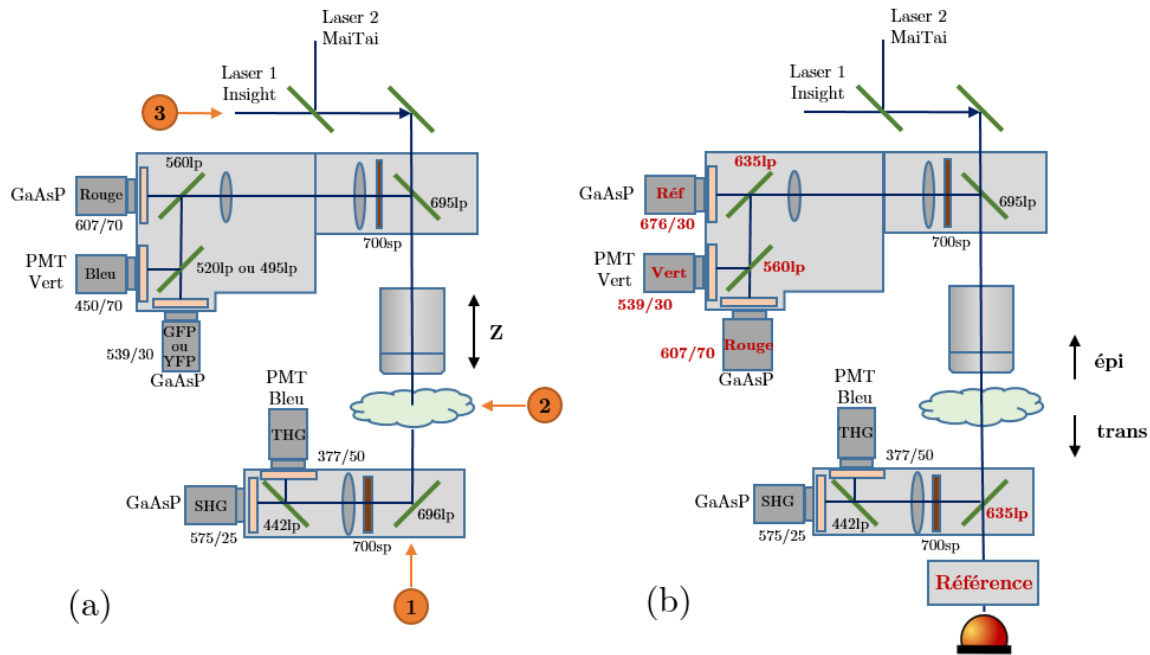 Laser 2
MaiTai
Laser 1
Insight
3
560lp
GaAsP
Rouge
607/70
695lp
700sp
PMT
Vert
Bleu
450/70
520lp ou 495lp
539/30
GFP
ou
YFP
GaAsP
Z
PMT
Bleu
2
THG
377/50
GaAsP
SHG
575/25
442lp
696lp
700sp
(a)
1
Laser 2
MaiTai
Laser 1
Insight
635lp
GaAsP
Réf
676/30
695lp
700sp
PMT
Vert
Vert
539/30
560lp
607/70
Rouge
GaAsP
épi
PMT
Bleu
trans
THG
377/50
GaAsP
SHG
575/25
442lp
635lp
700sp
Référence
(b)